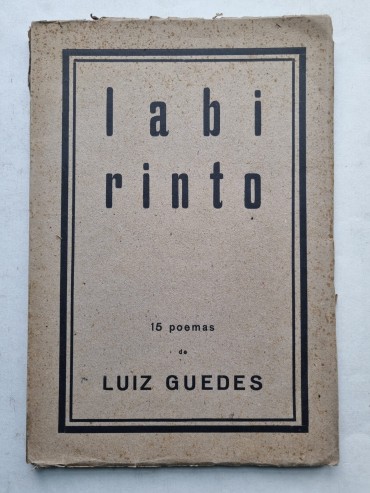 labi
rinto
15 poemas
de
LUIZ GUEDES